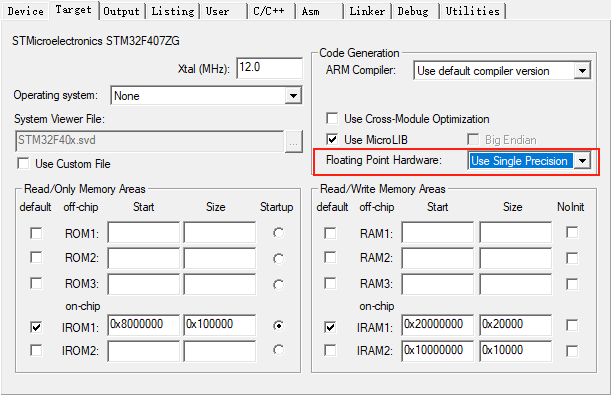 Device Target Output Listing User C/C++ Asm Linker Debug Utilities
STMicroelectronics STM32F407ZG
Xtal (MHz): 12.0
Operating system: None
System Viewer File:
STM32F40x.svd ...
Use Custom File
Code Generation
ARM Compiler: Use default compiler version
Use Cross-Module Optimization
Use MicroLIB Big Endian
Floating Point Hardware: Use Single Precision
Read/Only Memory Areas
default off-chip Start Size Startup
ROM1:
ROM2:
ROM3:
on-chip
IROM1: 0x8000000 0x100000
IROM2:
Read/Write Memory Areas
default off-chip Start Size NoInit
RAM1:
RAM2:
RAM3:
on-chip
IRAM1: 0x20000000 0x20000
IRAM2: 0x10000000 0x10000